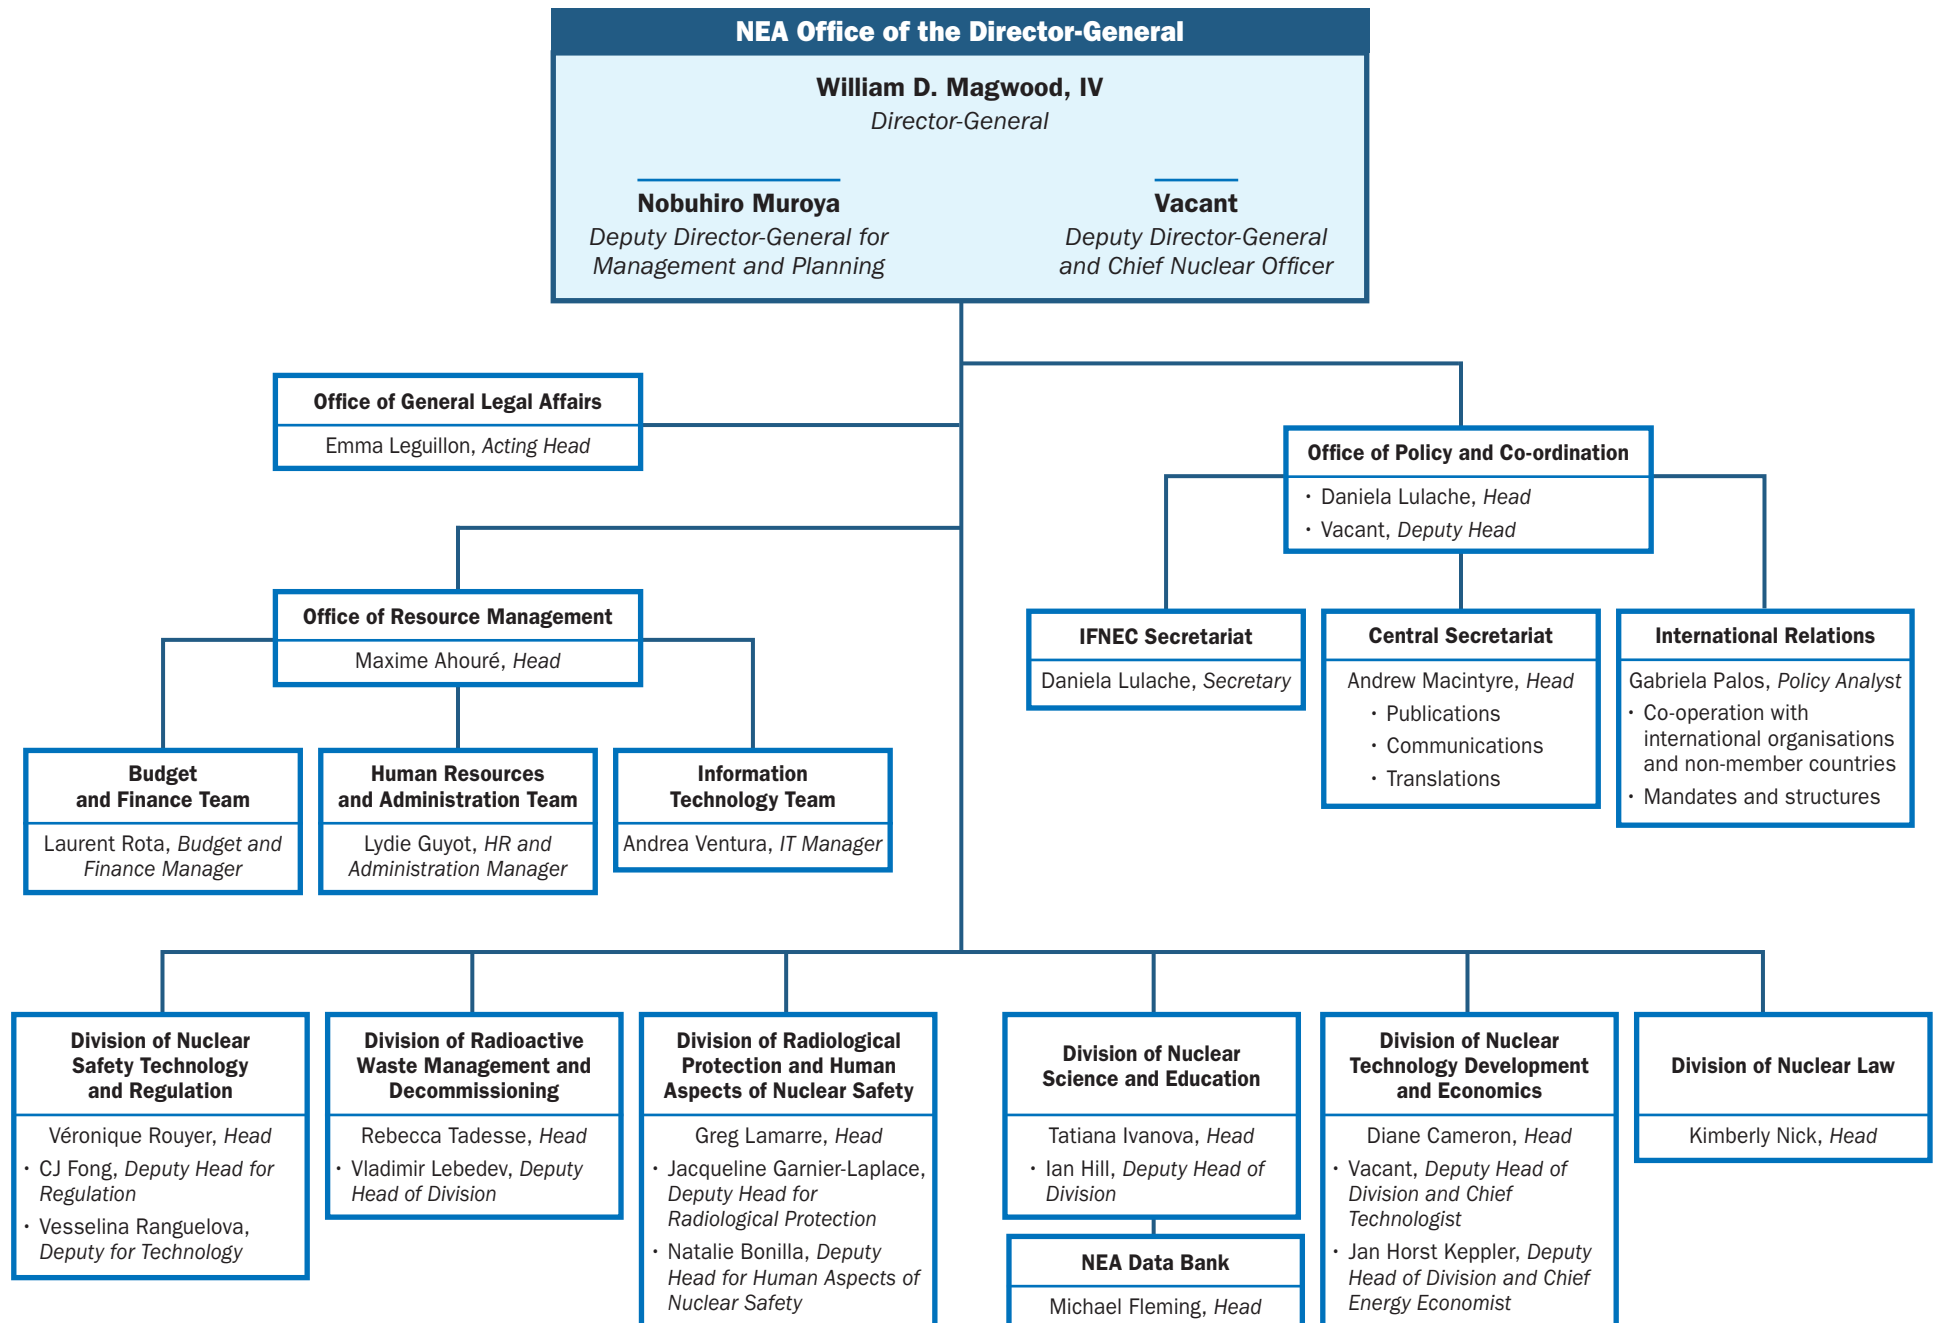 NEA Office of the Director-General
William D. Magwood, IV
Director-General
Nobuhiro Muroya
Deputy Director-General for
Management and Planning
Vacant
Deputy Director-General
and Chief Nuclear Officer
Office of General Legal Affairs
Emma Leguillon, Acting Head
Office of Policy and Co-ordination
• Daniela Lulache, Head
• Vacant, Deputy Head
Office of Resource Management
Maxime Ahouré, Head
IFNEC Secretariat
Daniela Lulache, Secretary
Central Secretariat
Andrew Macintyre, Head
• Publications
• Communications
• Translations
International Relations
Gabriela Palos, Policy Analyst
• Co-operation with
international organisations
and non-member countries
• Mandates and structures
Budget
and Finance Team
Laurent Rota, Budget and
Finance Manager
Human Resources
and Administration Team
Lydie Guyot, HR and
Administration Manager
Information
Technology Team
Andrea Ventura, IT Manager
Division of Nuclear
Safety Technology
and Regulation
Véronique Rouyer, Head
• CJ Fong, Deputy Head for
Regulation
• Vesselina Ranguelova,
Deputy for Technology
Division of Radioactive
Waste Management and
Decommissioning
Rebecca Tadesse, Head
• Vladimir Lebedev, Deputy
Head of Division
Division of Radiological
Protection and Human
Aspects of Nuclear Safety
Greg Lamarre, Head
• Jacqueline Garnier-Laplace,
Deputy Head for
Radiological Protection
• Natalie Bonilla, Deputy
Head for Human Aspects of
Nuclear Safety
Division of Nuclear
Science and Education
Tatiana Ivanova, Head
• Ian Hill, Deputy Head of
Division
NEA Data Bank
Michael Fleming, Head
Division of Nuclear
Technology Development
and Economics
Diane Cameron, Head
• Vacant, Deputy Head of
Division and Chief
Technologist
• Jan Horst Keppler, Deputy
Head of Division and Chief
Energy Economist
Division of Nuclear Law
Kimberly Nick, Head